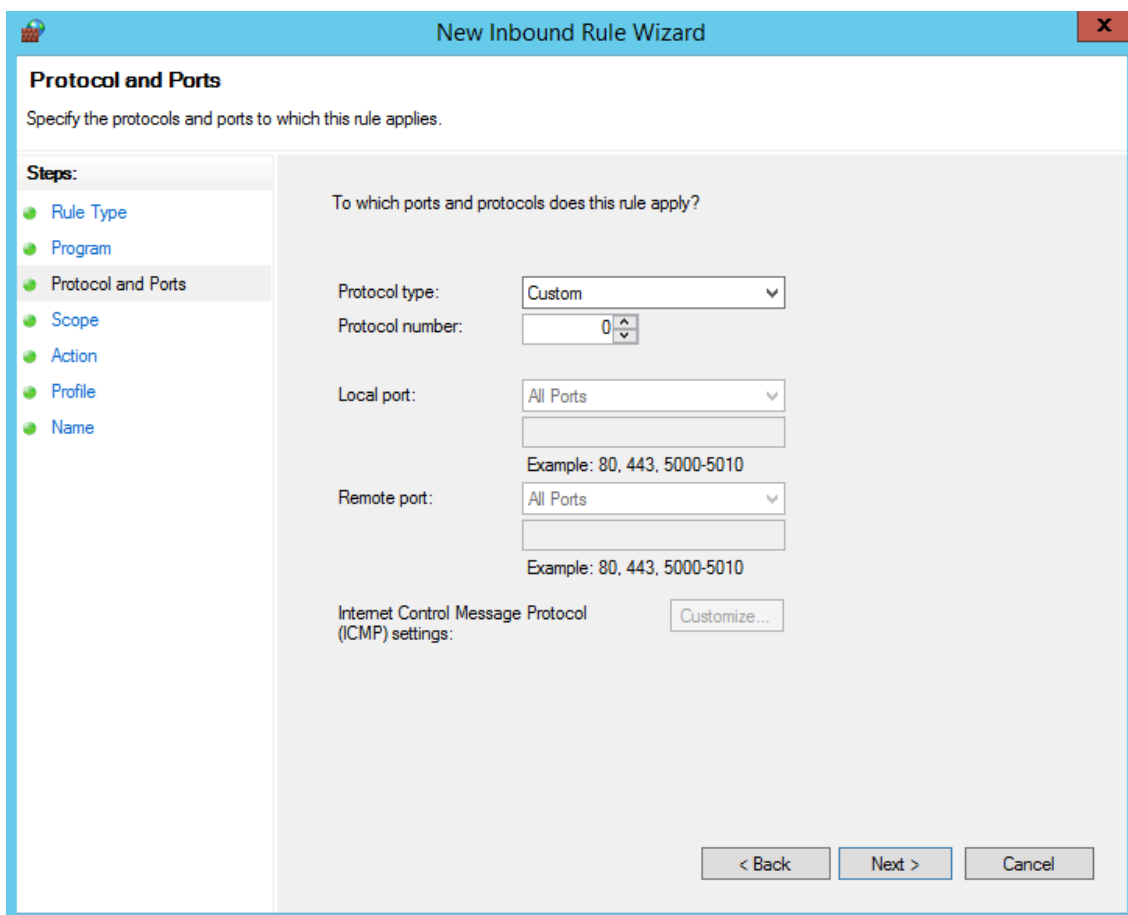 New Inbound Rule Wizard
X
Protocol and Ports
Specify the protocols and ports to which this rule applies.
Steps:
Rule Type
Program
Protocol and Ports
Scope
Action
Profile
Name
To which ports and protocols does this rule apply?
Protocol type: Custom
Protocol number: 0
Local port: All Ports
Example: 80, 443, 5000-5010
Remote port: All Ports
Example: 80, 443, 5000-5010
Internet Control Message Protocol
(ICMP) settings:
Customize...
< Back Next > Cancel